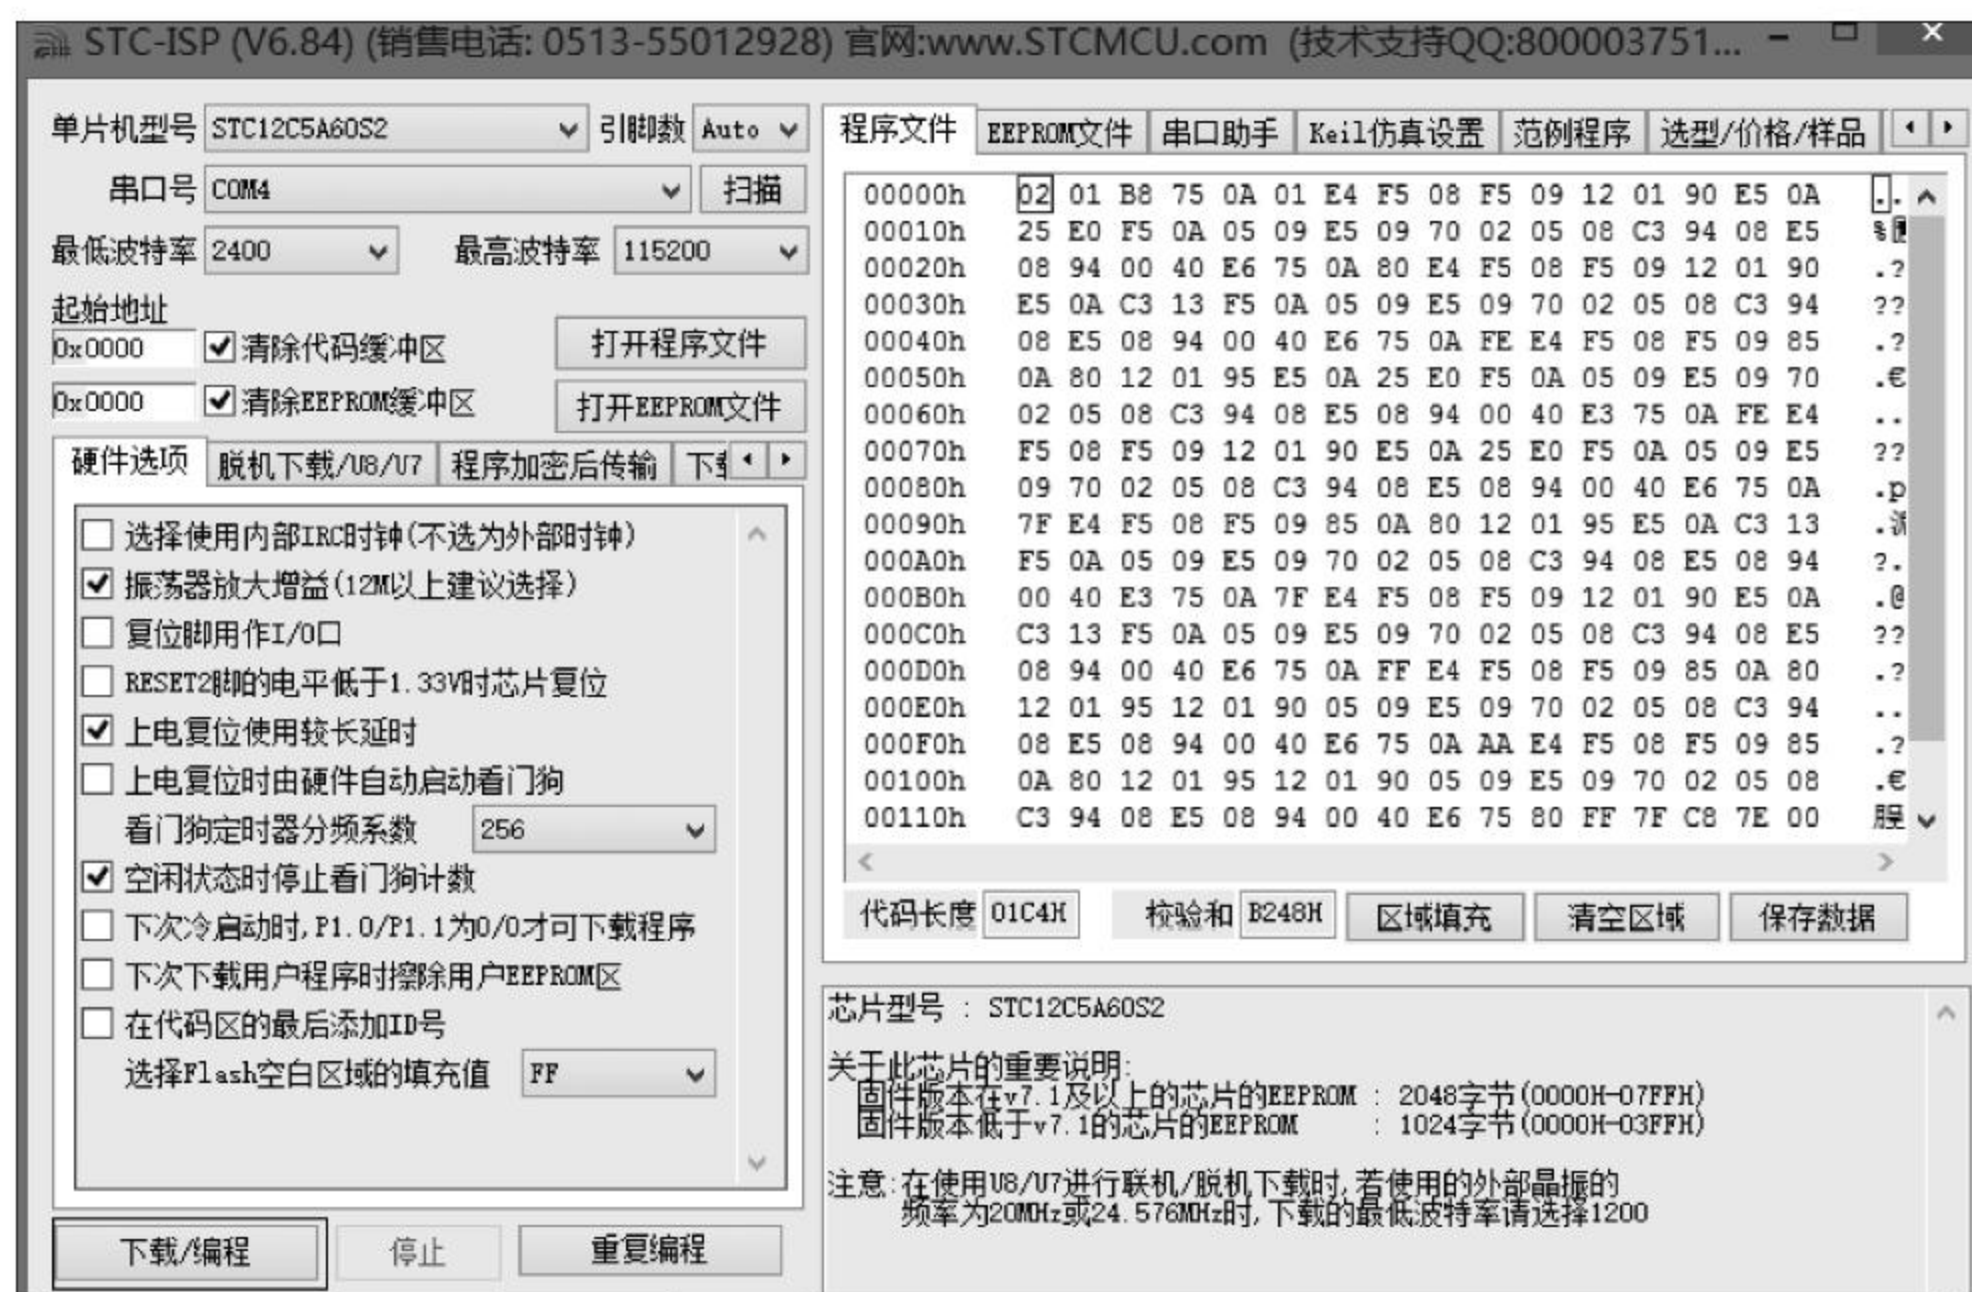 STC-ISP (V6.84) (销售电话: 0513-55012928) 官网:www.STCMCU.com (技术支持QQ:800003751...
单片机型号 STC12C5A60S2 引脚数 Auto
串口号 COM4 扫描
最低波特率 2400 最高波特率 115200
起始地址
0x0000 清除代码缓冲区 打开程序文件
0x0000 清除EEPROM缓冲区 打开EEPROM文件
硬件选项 脱机下载/U8/U7 程序加密后传输
选择使用内部IRC时钟(不选为外部时钟)
振荡器放大增益(12M以上建议选择)
复位脚用作I/O口
RESET2脚的电平低于1.33V时芯片复位
上电复位使用较长延时
上电复位时由硬件自动启动看门狗
看门狗定时器分频系数 256
空闲状态时停止看门狗计数
下次冷启动时,P1.0/P1.1为0/0才可下载程序
下次下载用户程序时擦除用户EEPROM区
在代码区的最后添加ID号
选择Flash空白区域的填充值 FF
下载/编程 停止 重复编程
程序文件 EEPROM文件 串口助手 Keil仿真设置 范例程序 选型/价格/样品
00000h 02 01 B8 75 0A 01 E4 F5 08 F5 09 12 01 90 E5 0A ..
00010h 25 E0 F5 0A 05 09 E5 09 70 02 05 08 C3 94 08 E5 %
00020h 08 94 00 40 E6 75 0A 80 E4 F5 08 F5 09 12 01 90 .?
00030h E5 0A C3 13 F5 0A 05 09 E5 09 70 02 05 08 C3 94 ??
00040h 08 E5 08 94 00 40 E6 75 0A FE E4 F5 08 F5 09 85 .?
00050h 0A 80 12 01 95 E5 0A 25 E0 F5 0A 05 09 E5 09 70 .€
00060h 02 05 08 C3 94 08 E5 08 94 00 40 E3 75 0A FE E4 ..
00070h F5 08 F5 09 12 01 90 E5 0A 25 E0 F5 0A 05 09 E5 ??
00080h 09 70 02 05 08 C3 94 08 E5 08 94 00 40 E6 75 0A .p
00090h 7F E4 F5 08 F5 09 85 0A 80 12 01 95 E5 0A C3 13 .
000A0h F5 0A 05 09 E5 09 70 02 05 08 C3 94 08 E5 08 94 ?.
000B0h 00 40 E3 75 0A 7F E4 F5 08 F5 09 12 01 90 E5 0A .@
000C0h C3 13 F5 0A 05 09 E5 09 70 02 05 08 C3 94 08 E5 ??
000D0h 08 94 00 40 E6 75 0A FF E4 F5 08 F5 09 85 0A 80 .?
000E0h 12 01 95 12 01 90 05 09 E5 09 70 02 05 08 C3 94 ..
000F0h 08 E5 08 94 00 40 E6 75 0A AA E4 F5 08 F5 09 85 .?
00100h 0A 80 12 01 95 12 01 90 05 09 E5 09 70 02 05 08 .€
00110h C3 94 08 E5 08 94 00 40 E6 75 80 FF 7F C8 7E 00
代码长度 01C4H 校验和 B248H 区域填充 清空区域 保存数据
芯片型号 : STC12C5A60S2
关于此芯片的重要说明:
固件版本在v7.1及以上的芯片的EEPROM : 2048字节(0000H-07FFH)
固件版本低于v7.1的芯片的EEPROM : 1024字节(0000H-03FFH)
注意:在使用U8/U7进行联机/脱机下载时,若使用的外部晶振的
频率为20MHz或24.576MHz时,下载的最低波特率请选择1200